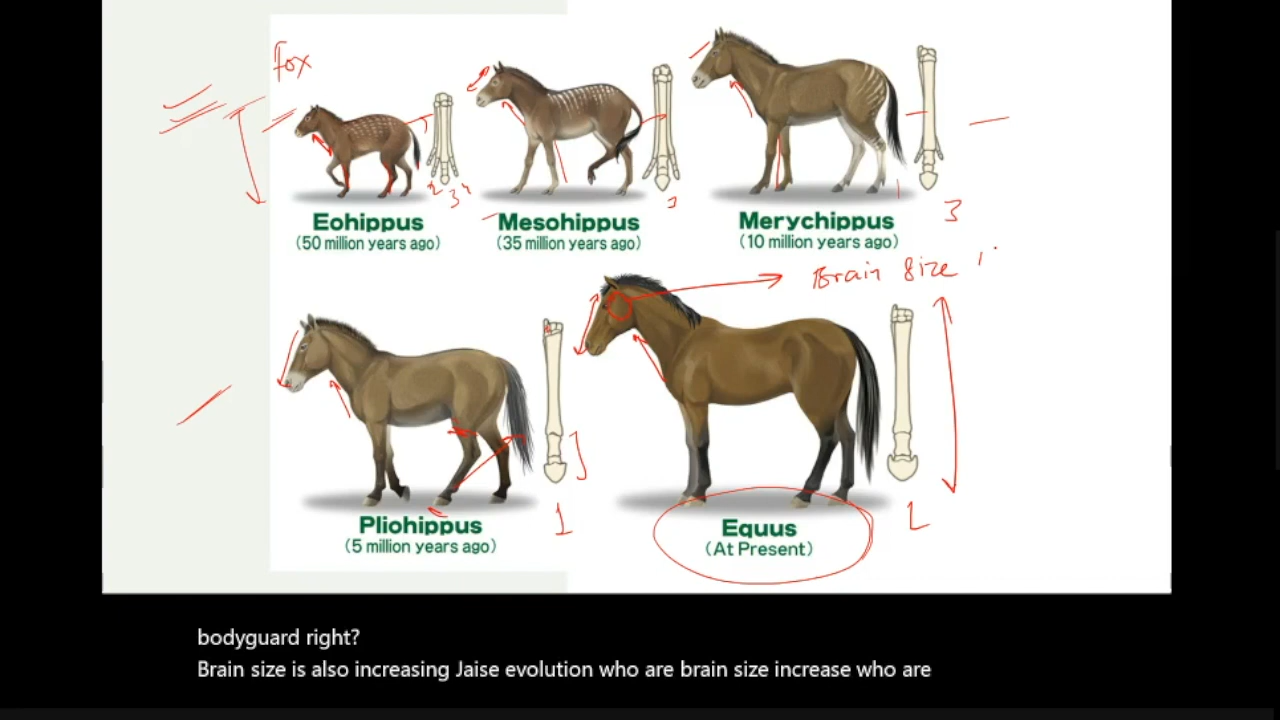 fox
Eohippus
(50 million years ago)
Mesohippus
(35 million years ago)
3
Merychippus
(10 million years ago)
Brain Size
Pliohippus
(5 million years ago)
1
Equus
(At Present)
bodyguard right?
Brain size is also increasing Jaise evolution who are brain size increase who are